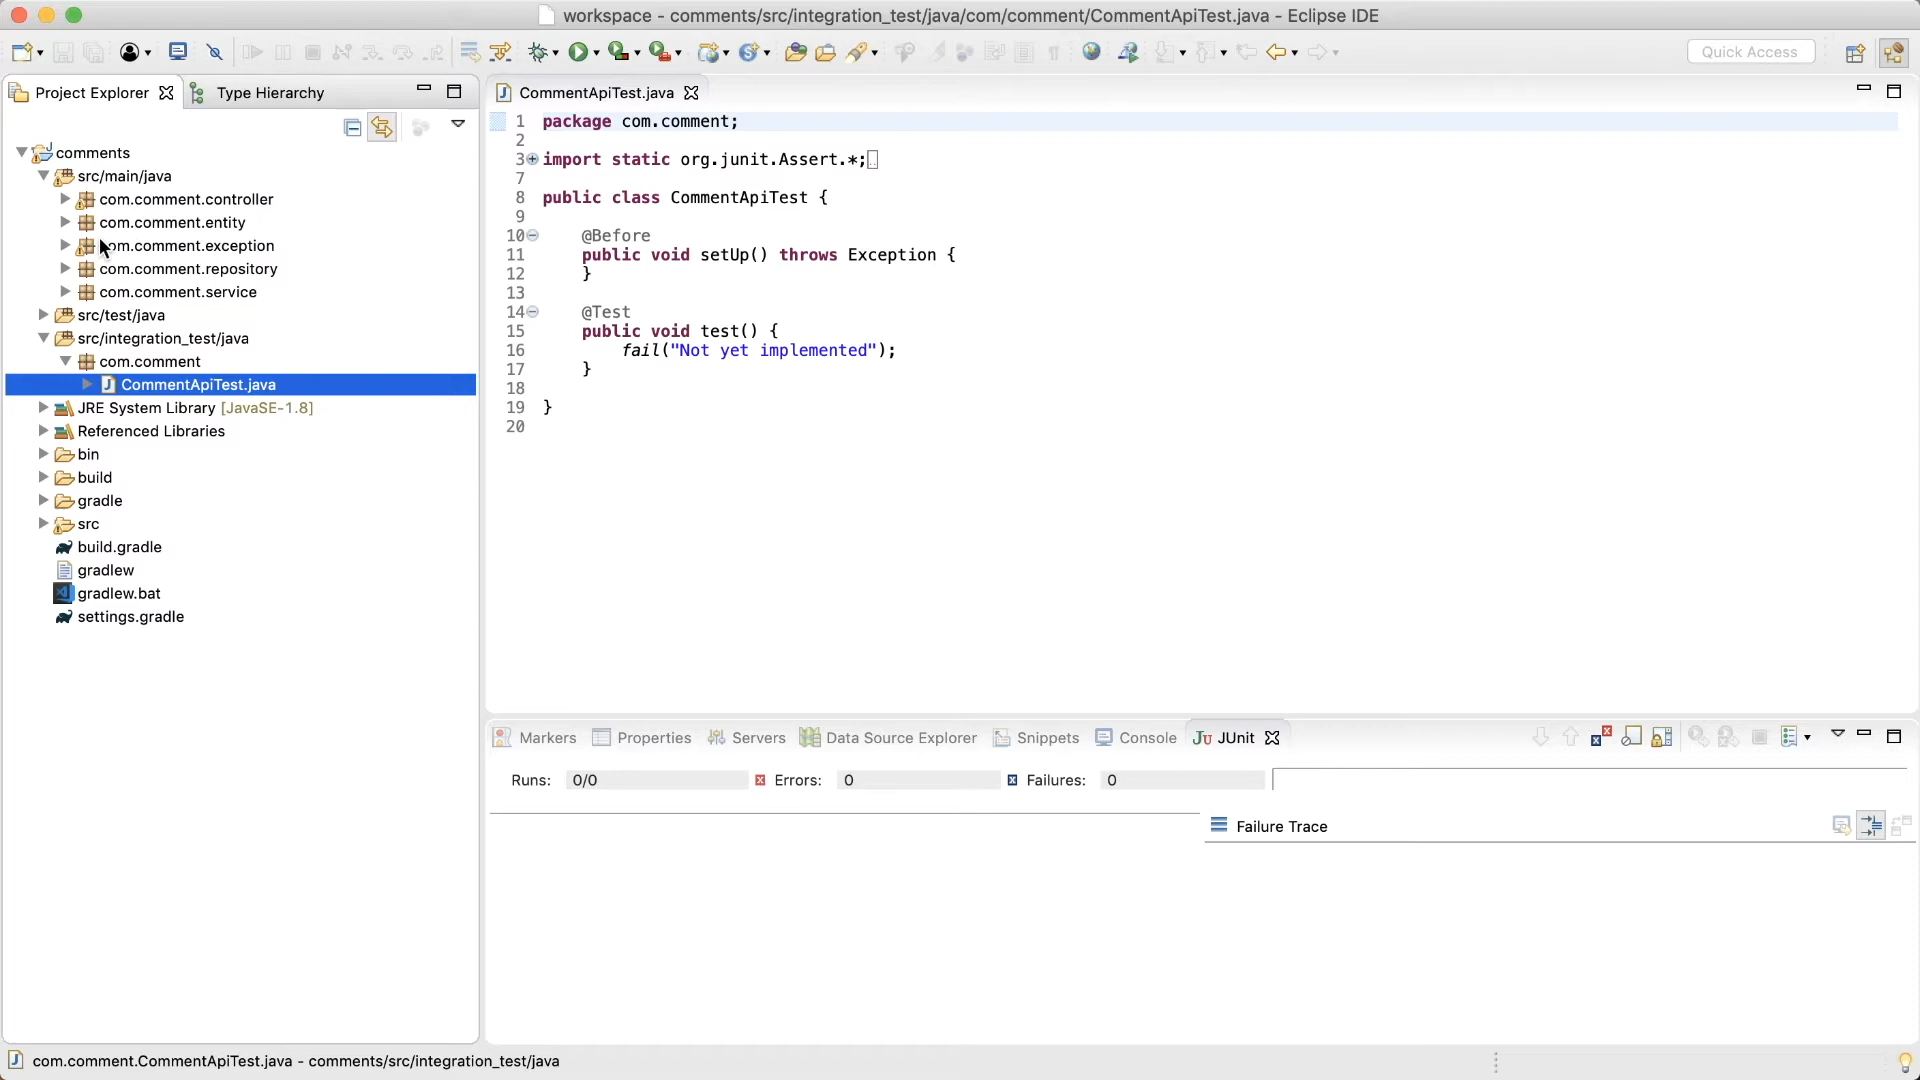 workspace - comments/src/integration_test/java/com/comment/CommentApiTest.java - Eclipse IDE
Quick Access
Project Explorer
Type Hierarchy
comments
src/main/java
com.comment.controller
com.comment.entity
com.comment.exception
com.comment.repository
com.comment.service
src/test/java
src/integration_test/java
com.comment
CommentApiTest.java
JRE System Library [JavaSE-1.8]
Referenced Libraries
bin
build
gradle
src
build.gradle
gradlew
gradlew.bat
settings.gradle
CommentApiTest.java
1 package com.comment;
2
3 import static org.junit.Assert.*;
7
8 public class CommentApiTest {
9
10 @Before
11 public void setUp() throws Exception {
12 }
13
14 @Test
15 public void test() {
16 fail("Not yet implemented");
17 }
18
19 }
20
Markers
Properties
Servers
Data Source Explorer
Snippets
Console
JUnit
Runs: 0/0
Errors: 0
Failures: 0
Failure Trace
com.comment.CommentApiTest.java - comments/src/integration_test/java